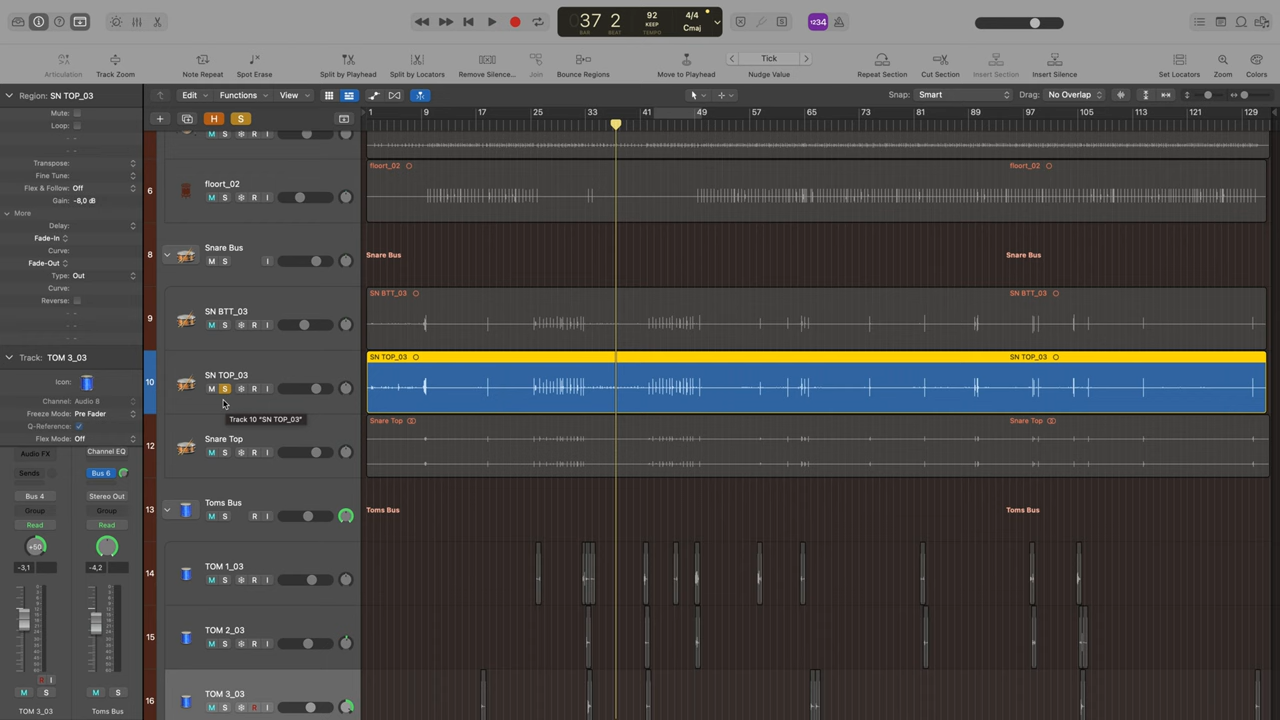 37 2 92 4/4
KEEP Cmaj
BAR BEAT TEMPO
1234
Articulation Track Zoom Note Repeat Spot Erase Split by Playhead Split by Locators Remove Silence... Join Bounce Regions Move to Playhead Tick Nudge Value Repeat Section Cut Section Insert Section Insert Silence Set Locators Zoom Colors
Region: SN TOP_03 Edit Functions View Snap: Smart Drag: No Overlap
Mute:
Loop:
Transpose:
Fine Tune:
Flex & Follow: Off
Gain: -8,0 dB
More
Delay:
Fade-In
Curve:
Fade-Out
Type: Out
Curve:
Reverse:
Track: TOM 3_03
Icon:
Channel: Audio 8
Freeze Mode: Pre Fader
Q-Reference:
Flex Mode: Off
Audio FX Channel EQ
Sends Bus 6
Bus 4 Stereo Out
Group Group
Read Read
+50
-3,1 -4,2
R I
M S M S
TOM 3_03 Toms Bus
H S
1 9 17 25 33 41 49 57 65 73 81 89 97 105 113 121 129
M S R I
6 floort_02 floort_02 floort_02
M S R I
8 Snare Bus Snare Bus Snare Bus
M S I
9 SN BTT_03 SN BTT_03 SN BTT_03
M S R I
10 SN TOP_03 SN TOP_03 SN TOP_03
M S R I
Track 10 "SN TOP_03"
12 Snare Top Snare Top Snare Top
M S R I
13 Toms Bus Toms Bus Toms Bus
M S R I
14 TOM 1_03
M S R I
15 TOM 2_03
M S R I
16 TOM 3_03
M S R I